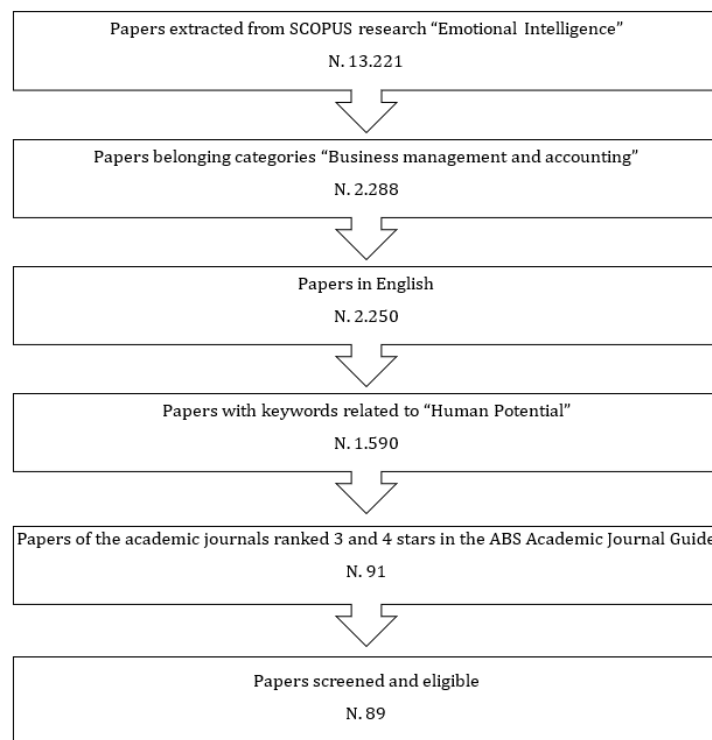 Papers extracted from SCOPUS research “Emotional Intelligence”
N. 13.221
Papers belonging categories “Business management and accounting”
N. 2.288
Papers in English
N. 2.250
Papers with keywords related to “Human Potential”
N. 1.590
Papers of the academic journals ranked 3 and 4 stars in the ABS Academic Journal Guide
N. 91
Papers screened and eligible
N. 89